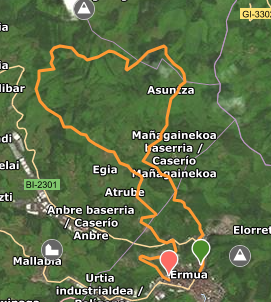 GI-3302
Asuntza
libar
Mañagainekoa
baserria /
Caserío
Mañagainekoa
elai
Egia
BI-2301
Atrube
zti
Anbre baserria
/ Caserío
Anbre
Elorret
Mallabia
Ermua
Urtia
industrialdea /